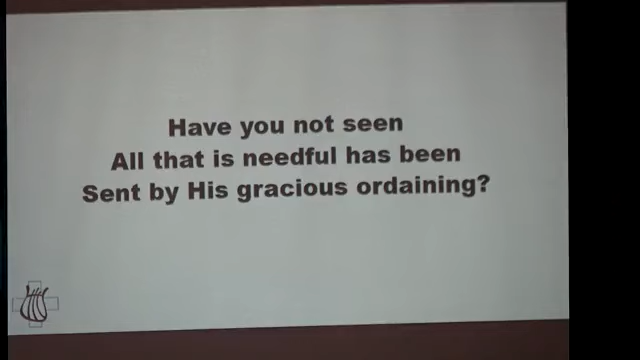 Have you not seen
All that is needful has been
Sent by His gracious ordaining?